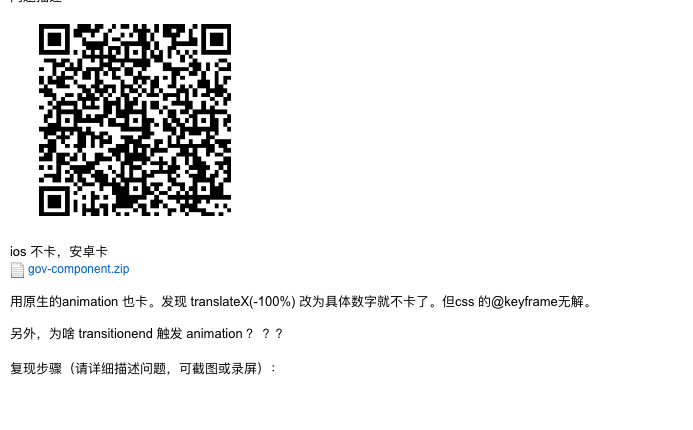 问题描述
ios 不卡，安卓卡
gov-component.zip
用原生的animation 也卡。发现 translateX(-100%) 改为具体数字就不卡了。但css 的@keyframe无解。
另外，为啥 transitionend 触发 animation ？ ？ ？
复现步骤（请详细描述问题，可截图或录屏）：